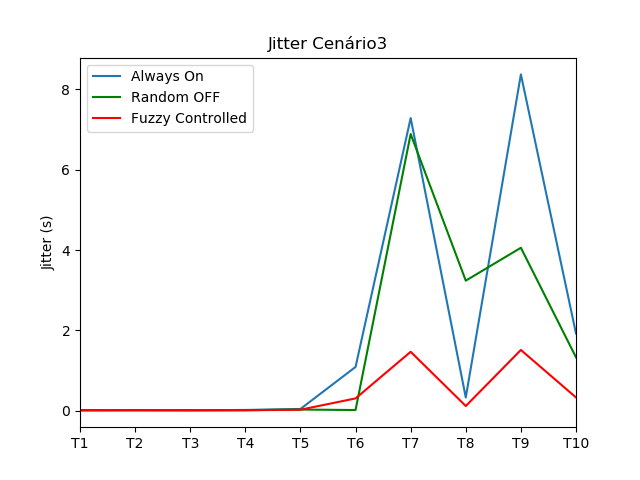 Jitter Cenário3
Always On
Random OFF
Fuzzy Controlled
Jitter (s)
8
6
4
2
0
T1 T2 T3 T4 T5 T6 T7 T8 T9 T10